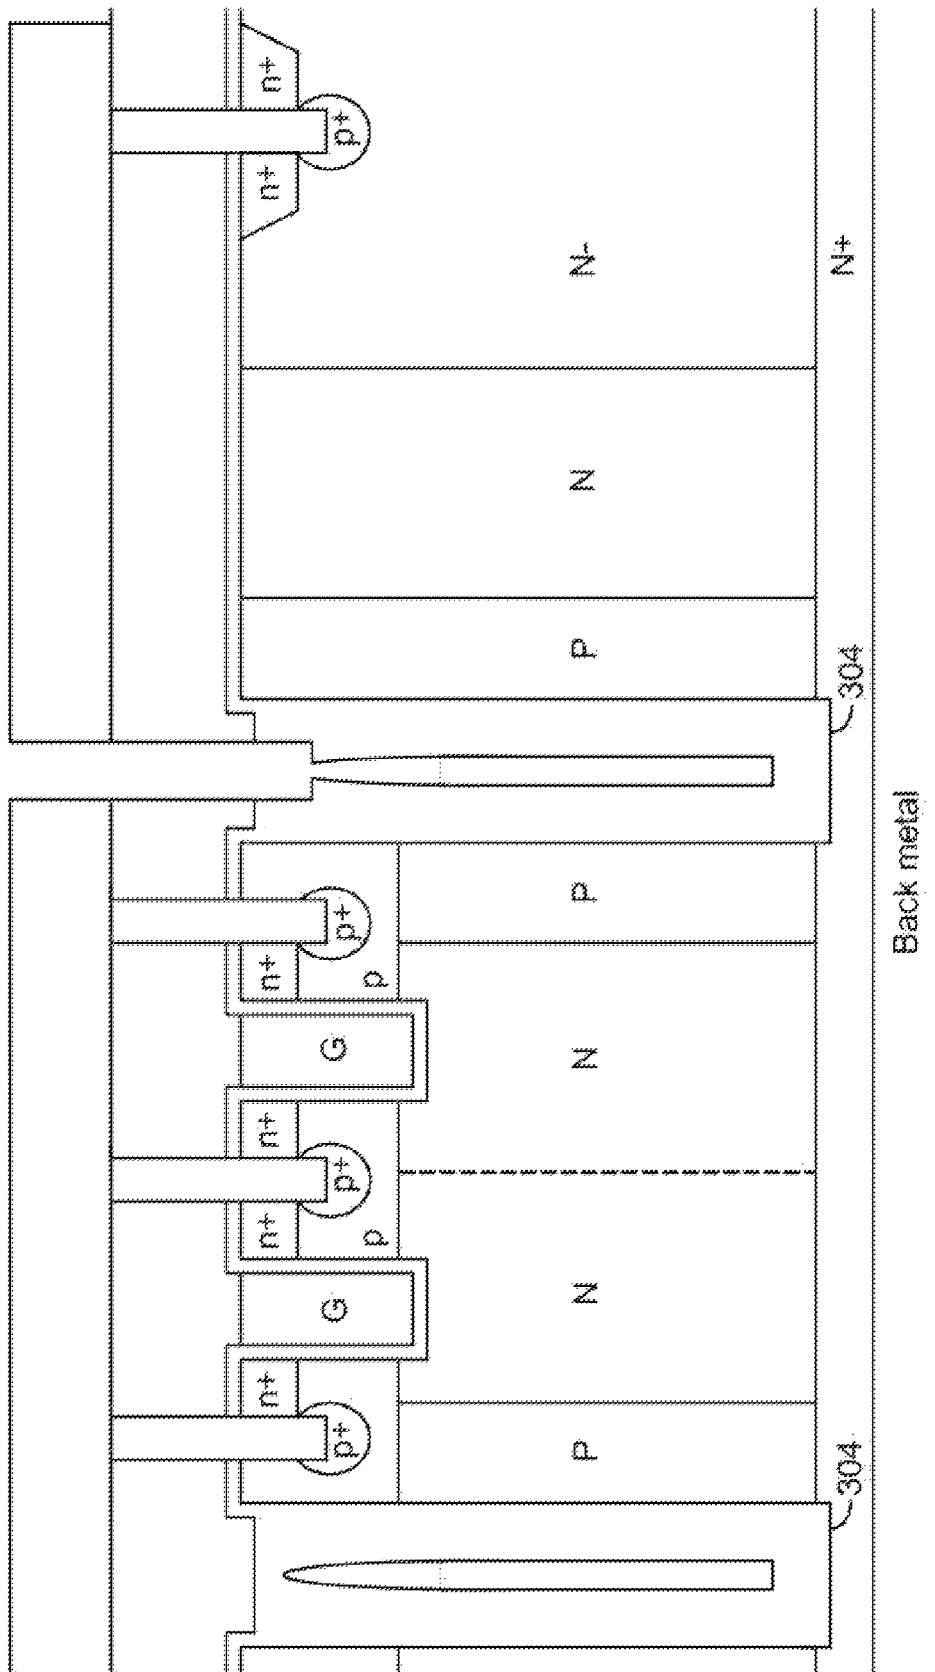 n+ n+ n+ n+ n+ n+
p+ G p+ G p+ p+
p p
P N N P P N N-
304 304 N+
Back metal